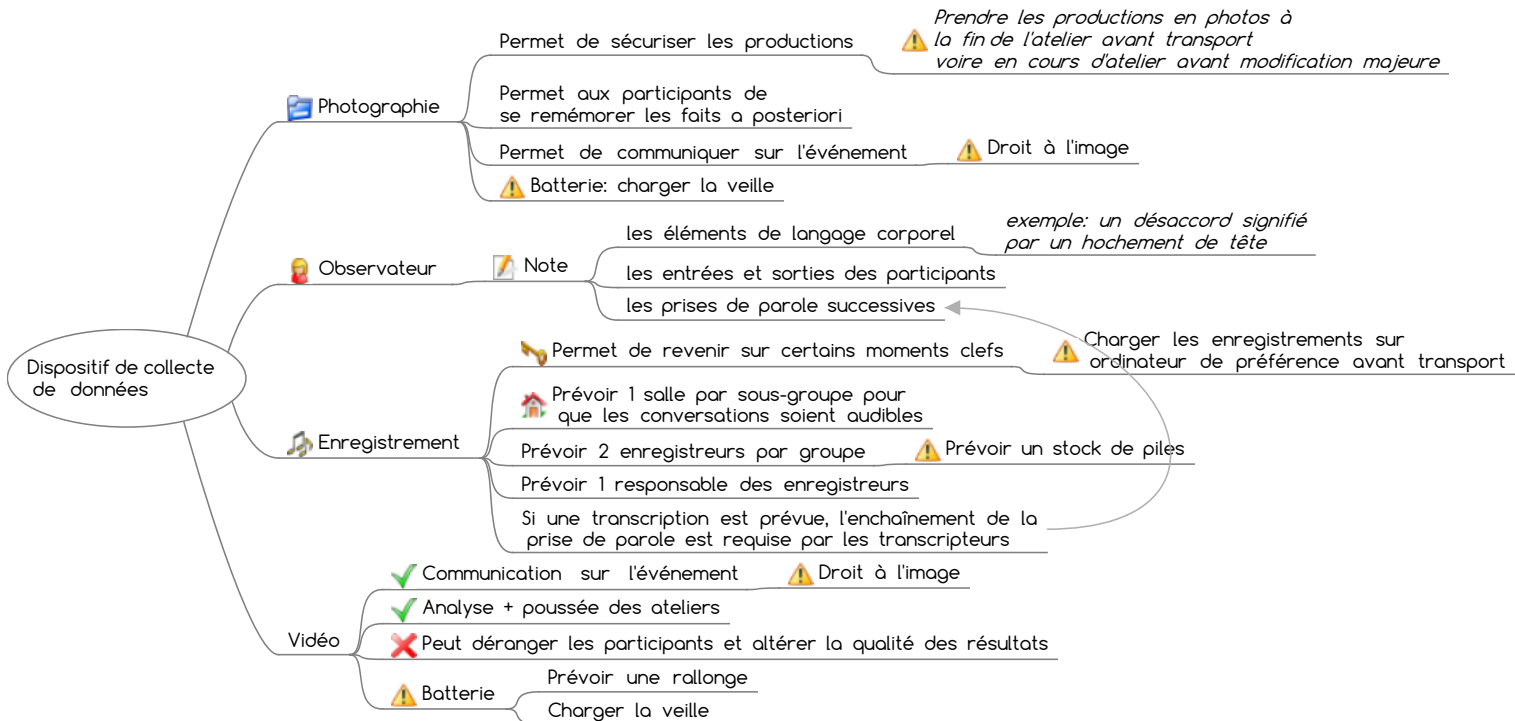 Dispositif de collecte
de données
Photographie
Permet de sécuriser les productions
Prendre les productions en photos à
la fin de l'atelier avant transport
voire en cours d'atelier avant modification majeure
Permet aux participants de
se remémorer les faits a posteriori
Permet de communiquer sur l'événement
Droit à l'image
Batterie: charger la veille
Observateur
Note
les éléments de langage corporel
exemple: un désaccord signifié
par un hochement de tête
les entrées et sorties des participants
les prises de parole successives
Enregistrement
Permet de revenir sur certains moments clefs
Charger les enregistrements sur
ordinateur de préférence avant transport
Prévoir 1 salle par sous-groupe pour
que les conversations soient audibles
Prévoir 2 enregistreurs par groupe
Prévoir un stock de piles
Prévoir 1 responsable des enregistreurs
Si une transcription est prévue, l'enchaînement de la
prise de parole est requise par les transcripteurs
Vidéo
Communication sur l'événement
Droit à l'image
Analyse + poussée des ateliers
Peut déranger les participants et altérer la qualité des résultats
Batterie
Prévoir une rallonge
Charger la veille